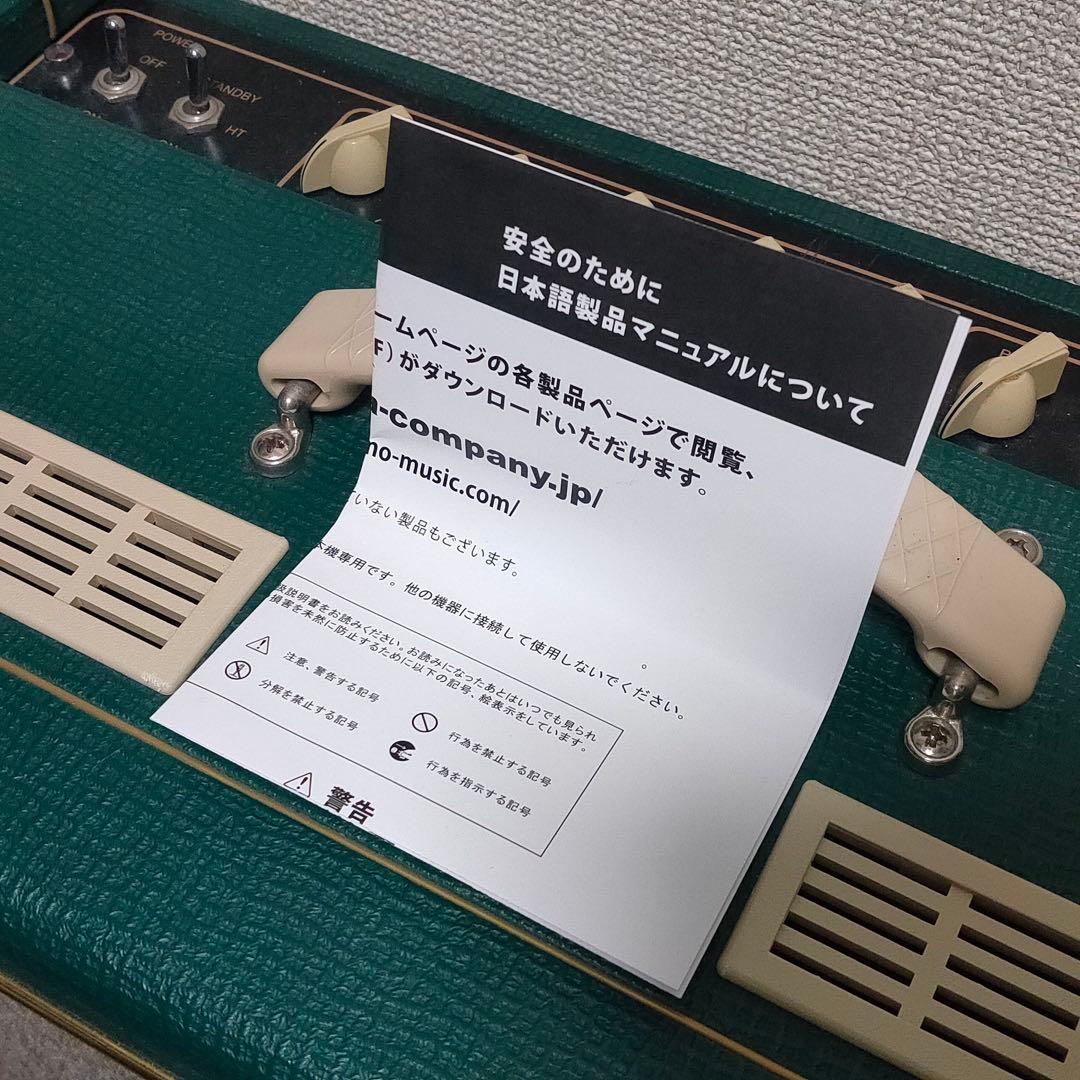 POWER
OFF
STANDBY
HT
安全のために
日本語製品マニュアルについて
ームページの各製品ページで閲覧、
F）がダウンロードいただけます。
-company.jp/
no-music.com/
いない製品もございます。
本機専用です。他の機器に接続して使用しないでください。
扱説明書をお読みください。お読みになったあとはいつでも見られ
損害を未然に防止するために以下の記号、絵表示をしています。
注意、警告する記号
行為を禁止する記号
分解を禁止する記号
行為を指示する記号
警告